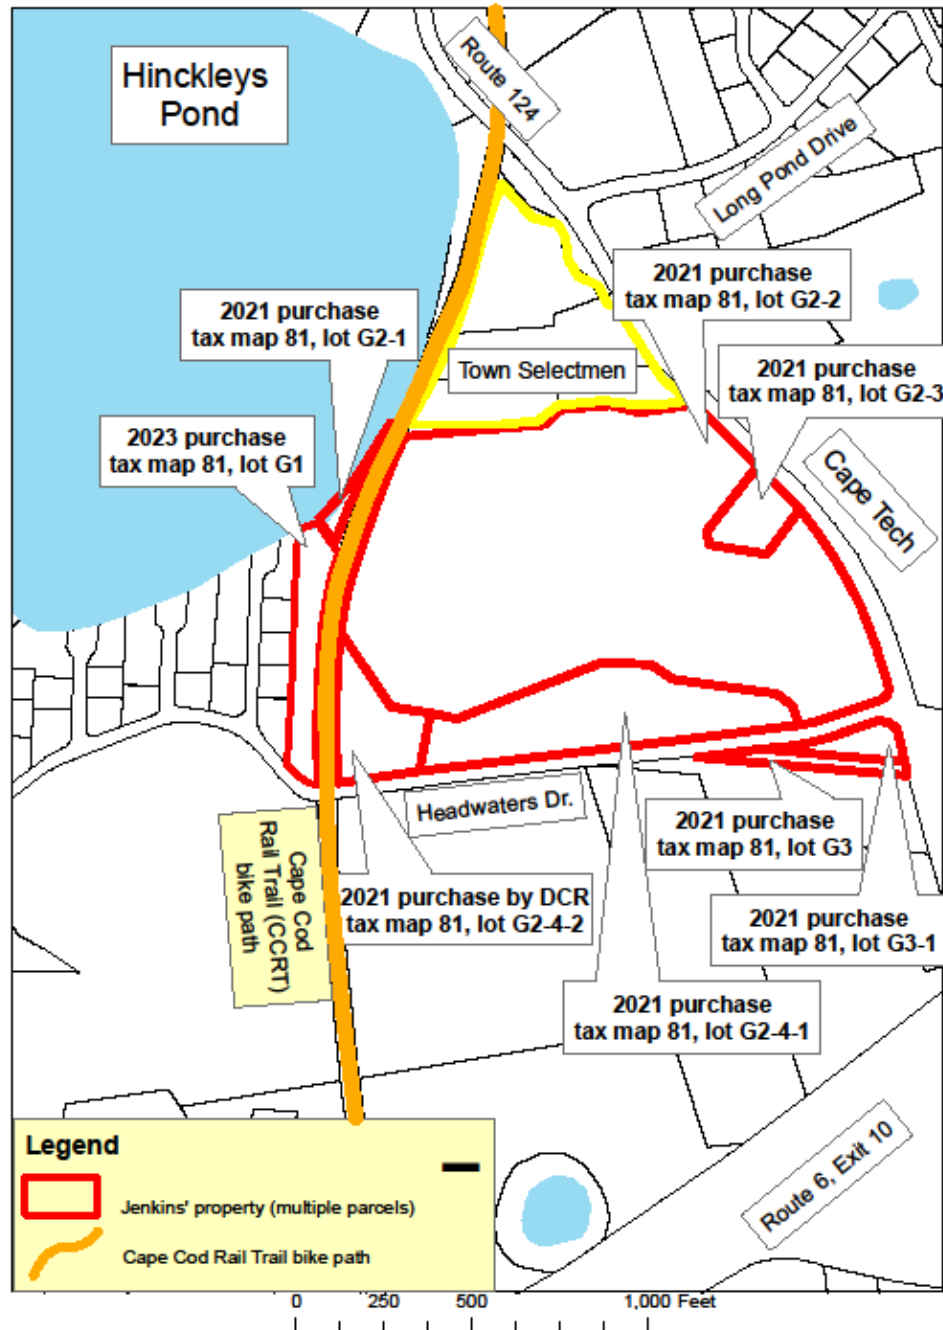 Hinckleys
Pond
Route 124
Long Pond Drive
2021 purchase
tax map 81, lot G2-2
2021 purchase
tax map 81, lot G2-1
Town Selectmen
2021 purchase
tax map 81, lot G2-3
2023 purchase
tax map 81, lot G1
Cape Tech
Headwaters Dr.
2021 purchase
tax map 81, lot G3
Cape Cod
Rail Trail (CCRT)
bike path
2021 purchase by DCR
tax map 81, lot G2-4-2
2021 purchase
tax map 81, lot G3-1
2021 purchase
tax map 81, lot G2-4-1
Route 6, Exit 10
Legend
Jenkins' property (multiple parcels)
Cape Cod Rail Trail bike path
0 250 500 1,000 Feet